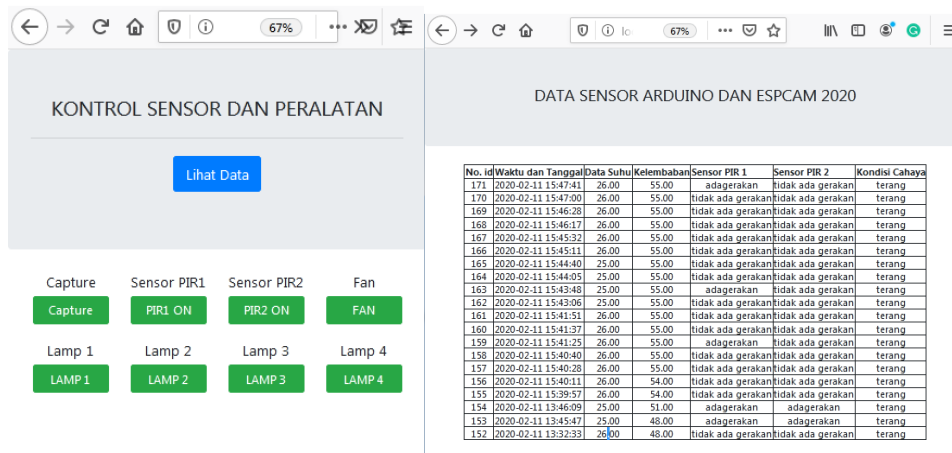 67%
KONTROL SENSOR DAN PERALATAN
Lihat Data
Capture Sensor PIR1 Sensor PIR2 Fan
Capture PIR1 ON PIR2 ON FAN
Lamp 1 Lamp 2 Lamp 3 Lamp 4
LAMP 1 LAMP 2 LAMP 3 LAMP 4
lo 67%
DATA SENSOR ARDUINO DAN ESPCAM 2020
No. id Waktu dan Tanggal Data Suhu Kelembaban Sensor PIR 1 Sensor PIR 2 Kondisi Cahaya
171 2020-02-11 15:47:41 26.00 55.00 adagerakan tidak ada gerakan terang
170 2020-02-11 15:47:00 26.00 55.00 tidak ada gerakan tidak ada gerakan terang
169 2020-02-11 15:46:28 26.00 55.00 tidak ada gerakan tidak ada gerakan terang
168 2020-02-11 15:46:17 26.00 55.00 tidak ada gerakan tidak ada gerakan terang
167 2020-02-11 15:45:32 26.00 55.00 tidak ada gerakan tidak ada gerakan terang
166 2020-02-11 15:45:11 26.00 55.00 tidak ada gerakan tidak ada gerakan terang
165 2020-02-11 15:44:40 25.00 55.00 tidak ada gerakan tidak ada gerakan terang
164 2020-02-11 15:44:05 25.00 55.00 tidak ada gerakan tidak ada gerakan terang
163 2020-02-11 15:43:48 25.00 55.00 adagerakan tidak ada gerakan terang
162 2020-02-11 15:43:06 25.00 55.00 tidak ada gerakan tidak ada gerakan terang
161 2020-02-11 15:41:51 26.00 55.00 tidak ada gerakan tidak ada gerakan terang
160 2020-02-11 15:41:37 26.00 55.00 tidak ada gerakan tidak ada gerakan terang
159 2020-02-11 15:41:25 26.00 55.00 adagerakan tidak ada gerakan terang
158 2020-02-11 15:40:40 26.00 55.00 tidak ada gerakan tidak ada gerakan terang
157 2020-02-11 15:40:28 26.00 55.00 tidak ada gerakan tidak ada gerakan terang
156 2020-02-11 15:40:11 26.00 54.00 tidak ada gerakan tidak ada gerakan terang
155 2020-02-11 15:39:57 26.00 54.00 tidak ada gerakan tidak ada gerakan terang
154 2020-02-11 13:46:09 25.00 51.00 adagerakan adagerakan terang
153 2020-02-11 13:45:47 25.00 48.00 adagerakan adagerakan terang
152 2020-02-11 13:32:33 26.00 48.00 tidak ada gerakan tidak ada gerakan terang